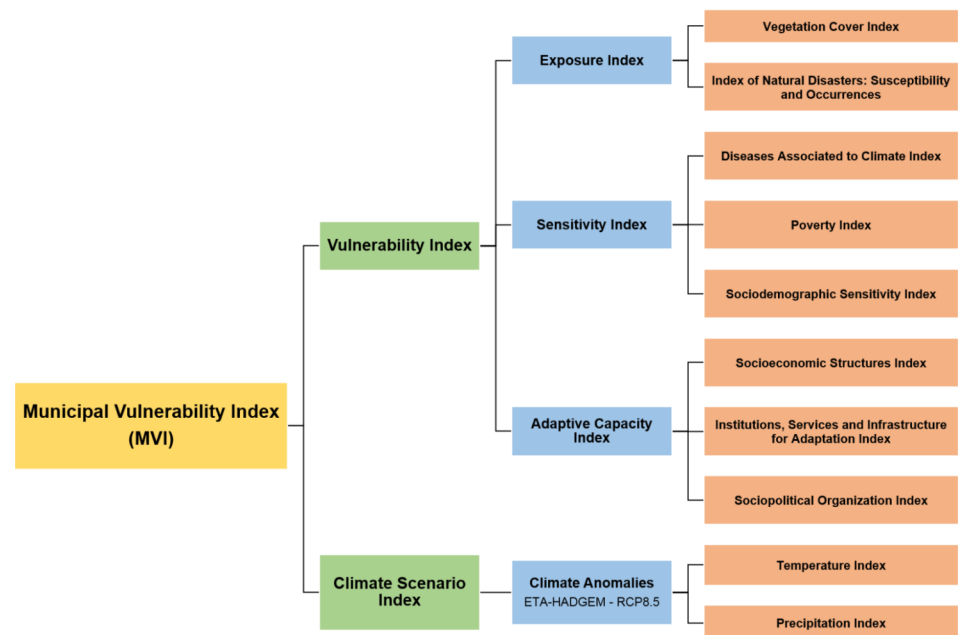 Municipal Vulnerability Index
(MVI)
Vulnerability Index
Climate Scenario
Index
Exposure Index
Sensitivity Index
Adaptive Capacity
Index
Climate Anomalies
ETA-HADGEM - RCP8.5
Vegetation Cover Index
Index of Natural Disasters: Susceptibility
and Occurrences
Diseases Associated to Climate Index
Poverty Index
Sociodemographic Sensitivity Index
Socioeconomic Structures Index
Institutions, Services and Infrastructure
for Adaptation Index
Sociopolitical Organization Index
Temperature Index
Precipitation Index